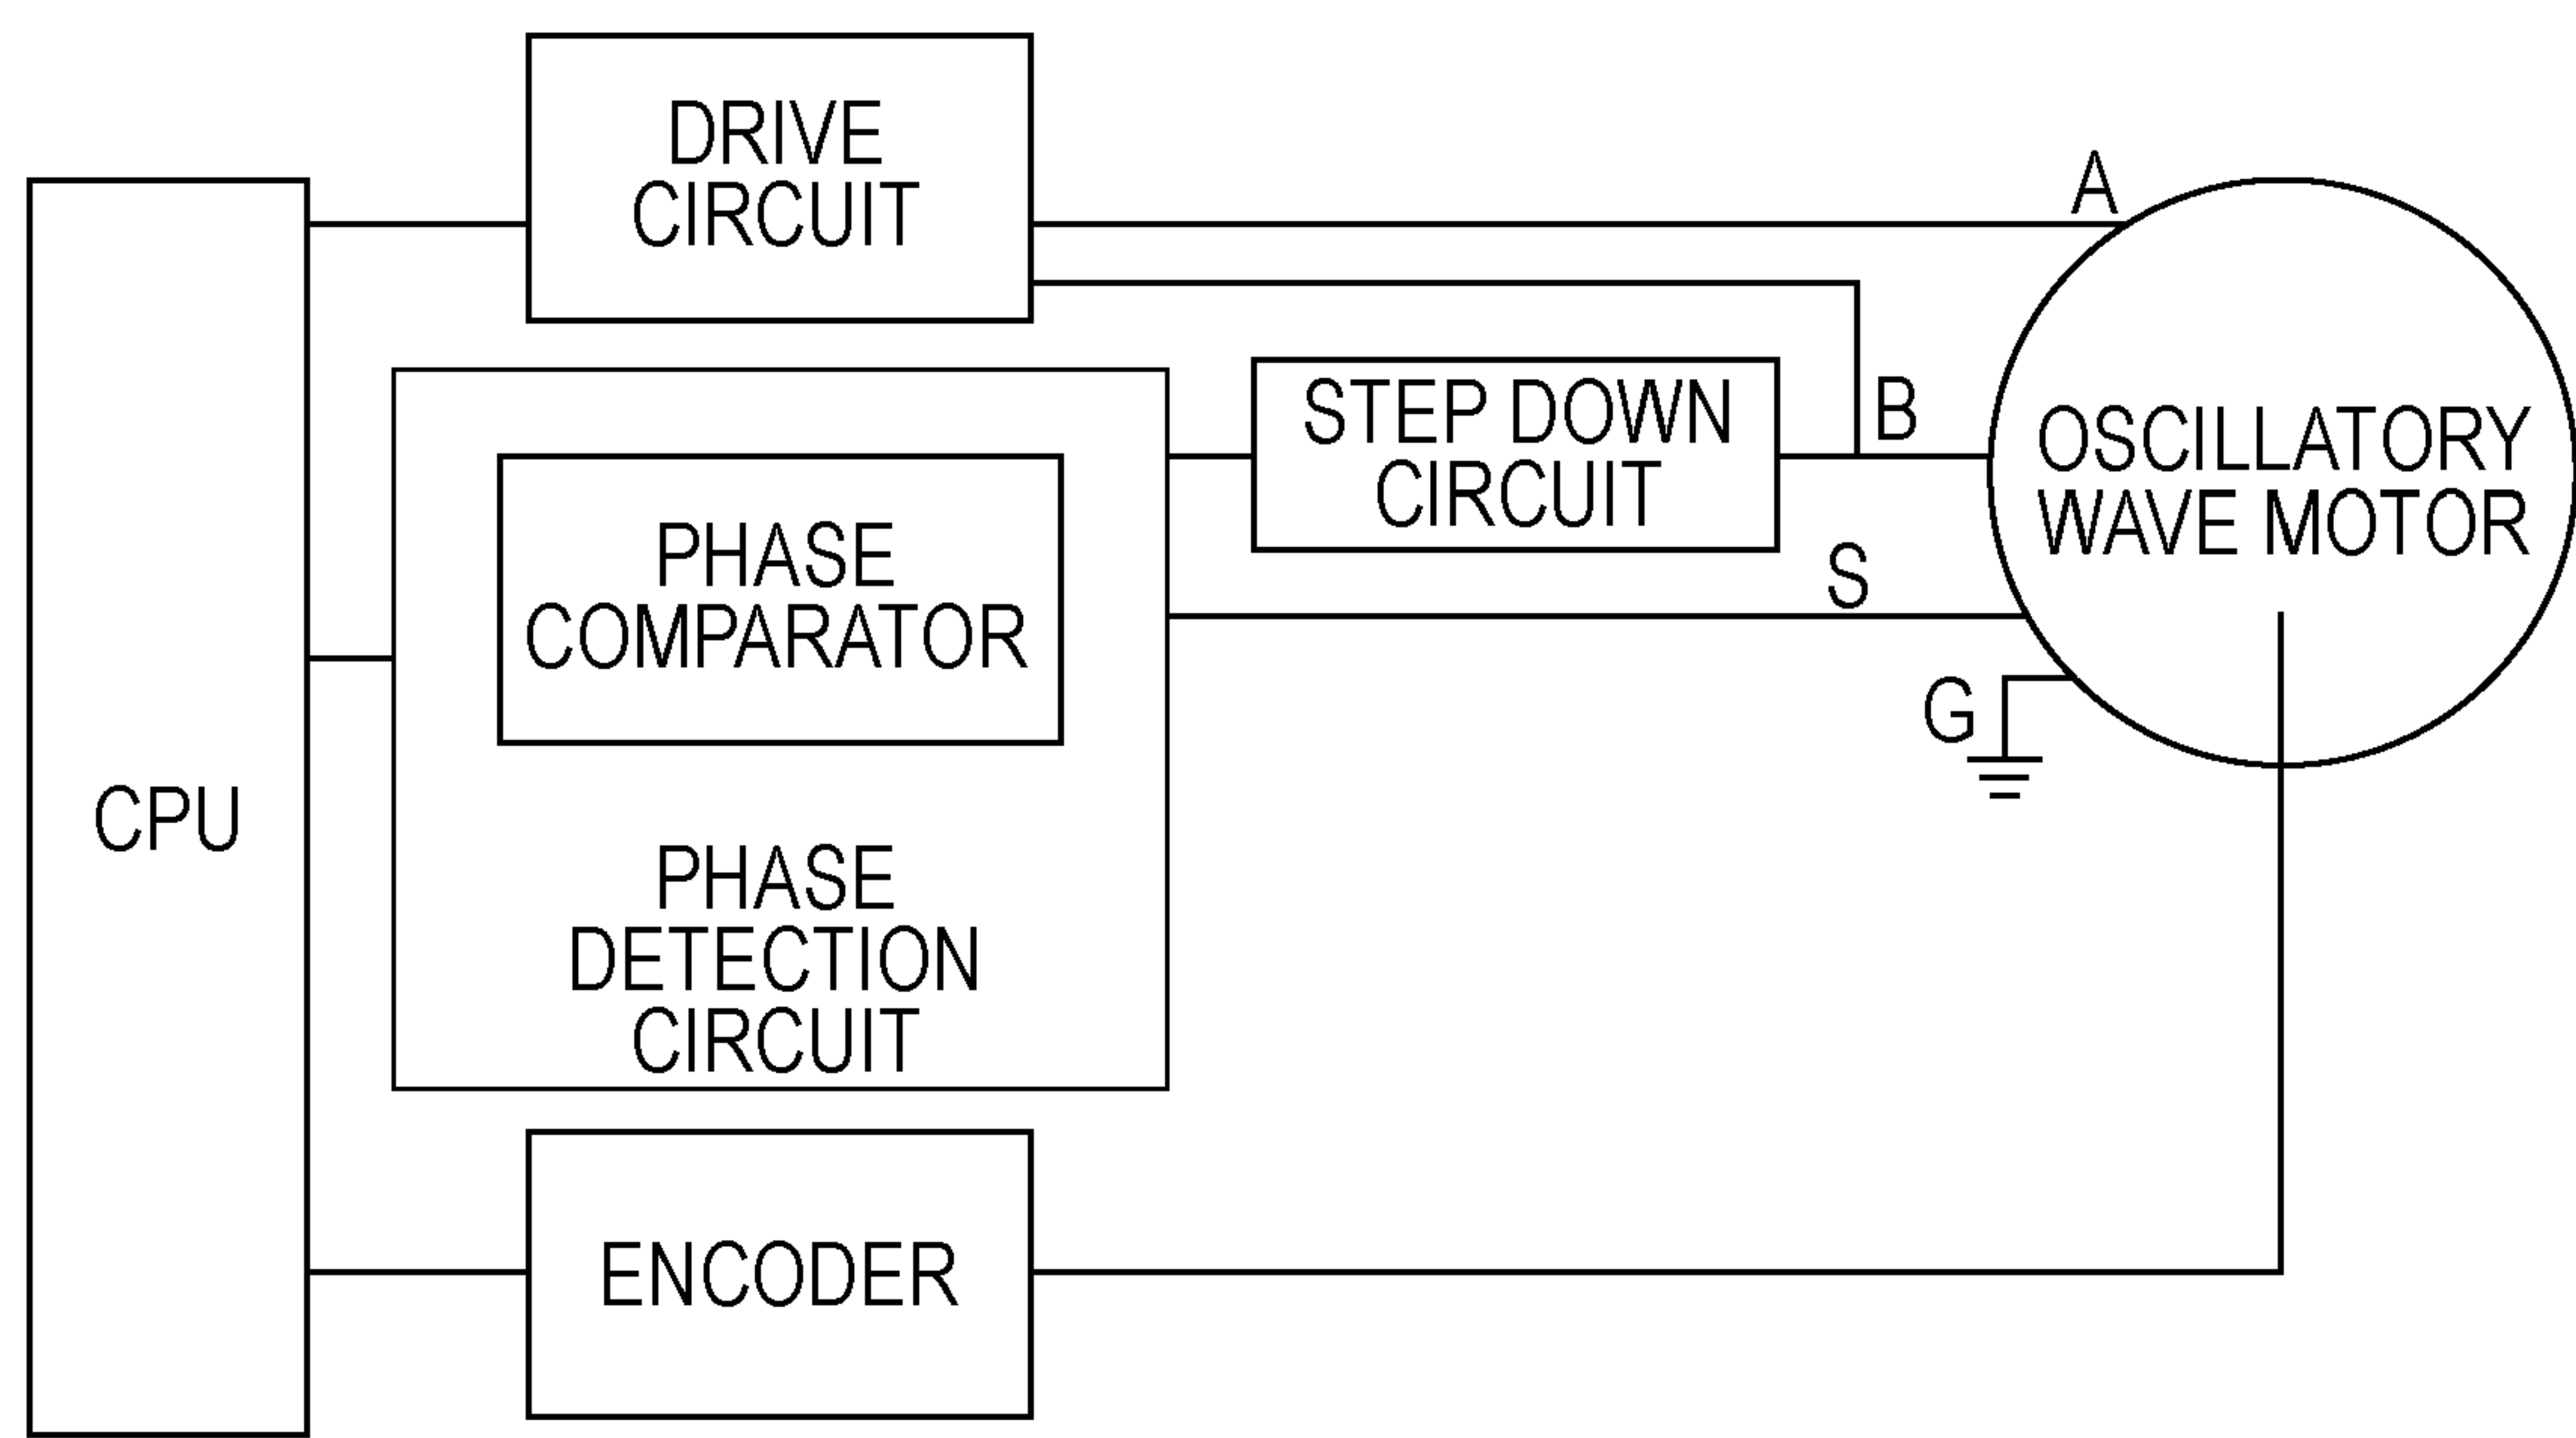 DRIVE
CIRCUIT
A
STEP DOWN
CIRCUIT
B
OSCILLATORY
WAVE MOTOR
PHASE
COMPARATOR
S
G
CPU
PHASE
DETECTION
CIRCUIT
ENCODER